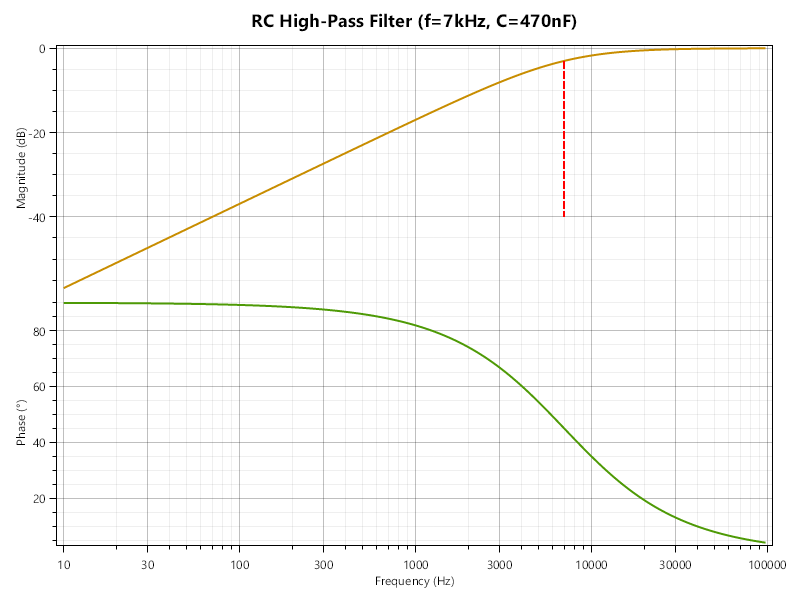 RC High-Pass Filter (f=7kHz, C=470nF)
0
-20
-40
Magnitude (dB)
80
60
40
20
Phase (°)
10 30 100 300 1000 3000 10000 30000 100000
Frequency (Hz)